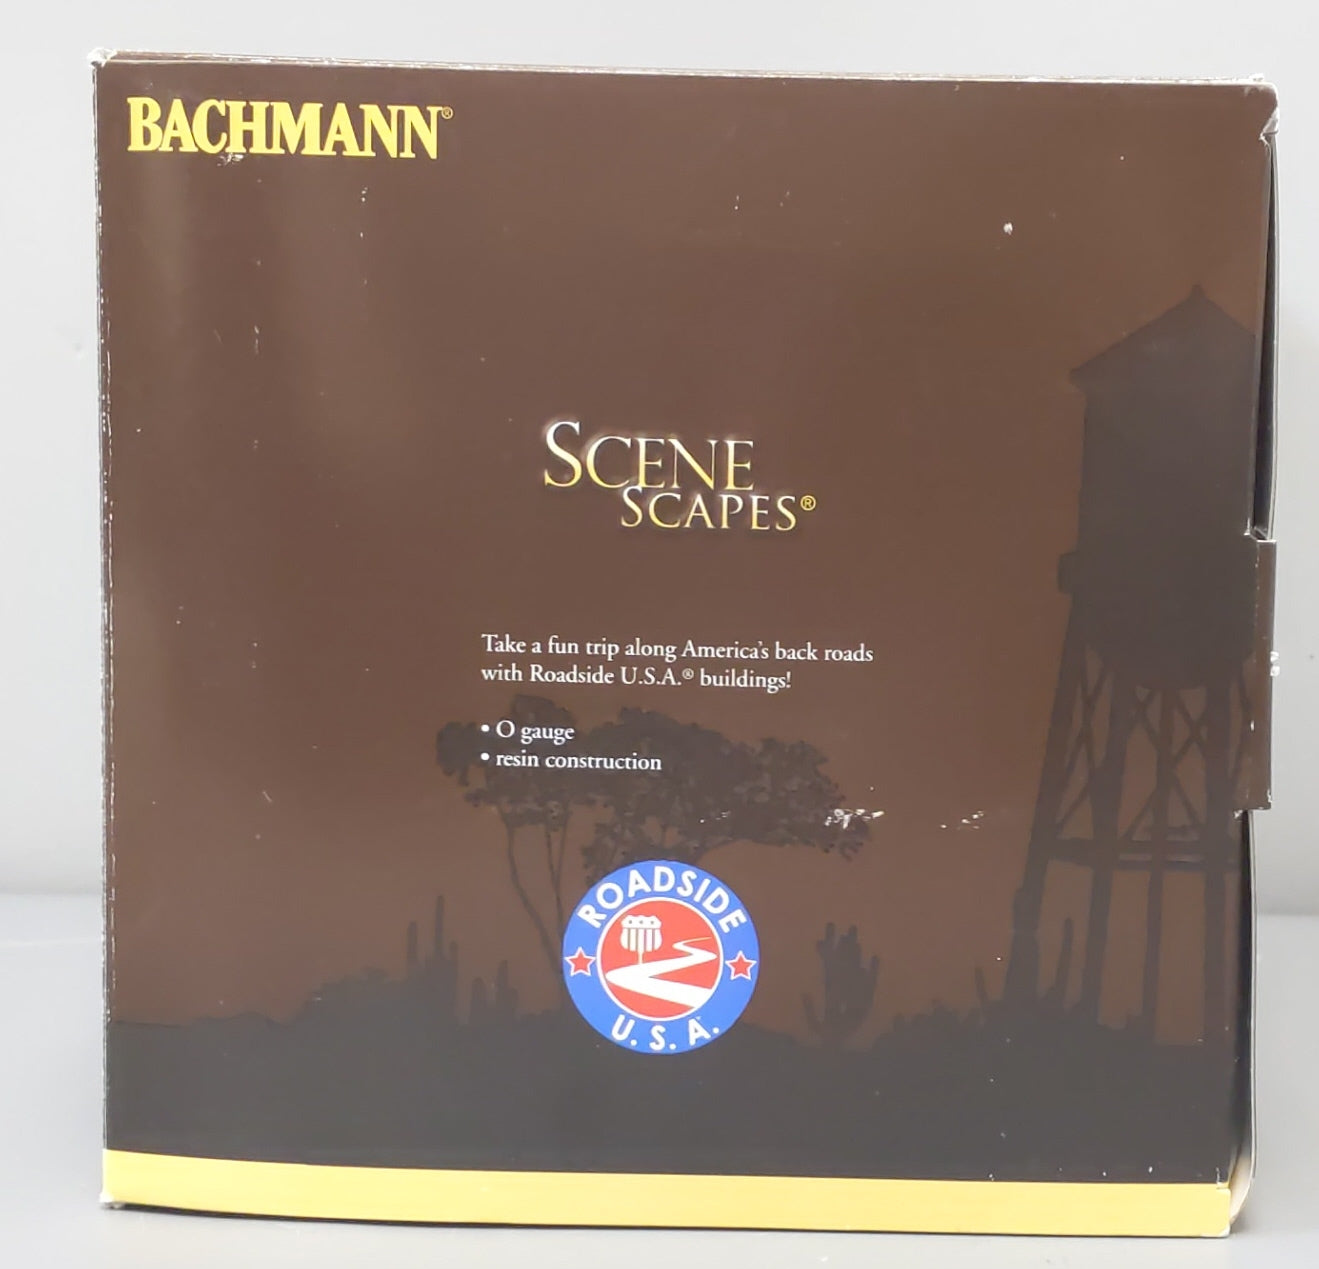 BACHMANN®
SCENE
SCAPES®
Take a fun trip along America's back roads
with Roadside U.S.A.® buildings!
• O gauge
• resin construction
ROADSIDE
U.S.A.